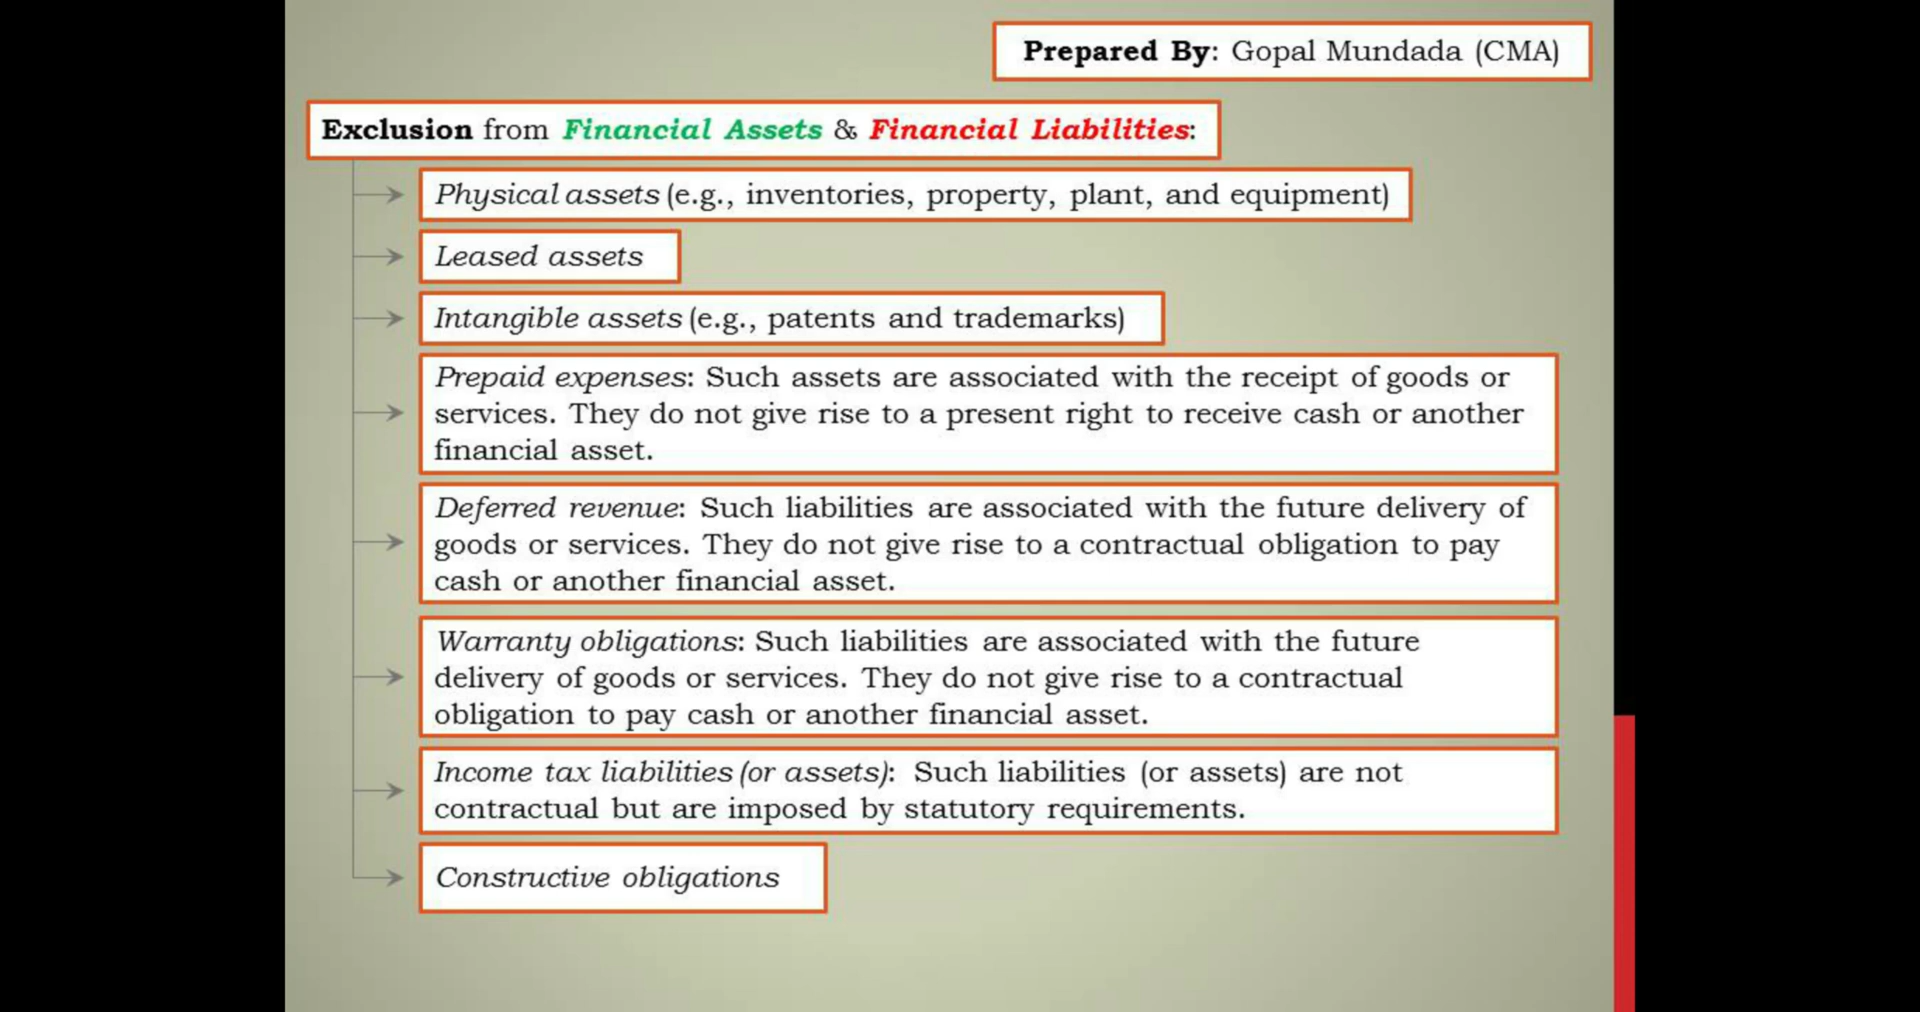 Prepared By: Gopal Mundada (CMA)
Exclusion from Financial Assets & Financial Liabilities:
Physical assets (e.g., inventories, property, plant, and equipment)
Leased assets
Intangible assets (e.g., patents and trademarks)
Prepaid expenses: Such assets are associated with the receipt of goods or
services. They do not give rise to a present right to receive cash or another
financial asset.
Deferred revenue: Such liabilities are associated with the future delivery of
goods or services. They do not give rise to a contractual obligation to pay
cash or another financial asset.
Warranty obligations: Such liabilities are associated with the future
delivery of goods or services. They do not give rise to a contractual
obligation to pay cash or another financial asset.
Income tax liabilities (or assets): Such liabilities (or assets) are not
contractual but are imposed by statutory requirements.
Constructive obligations